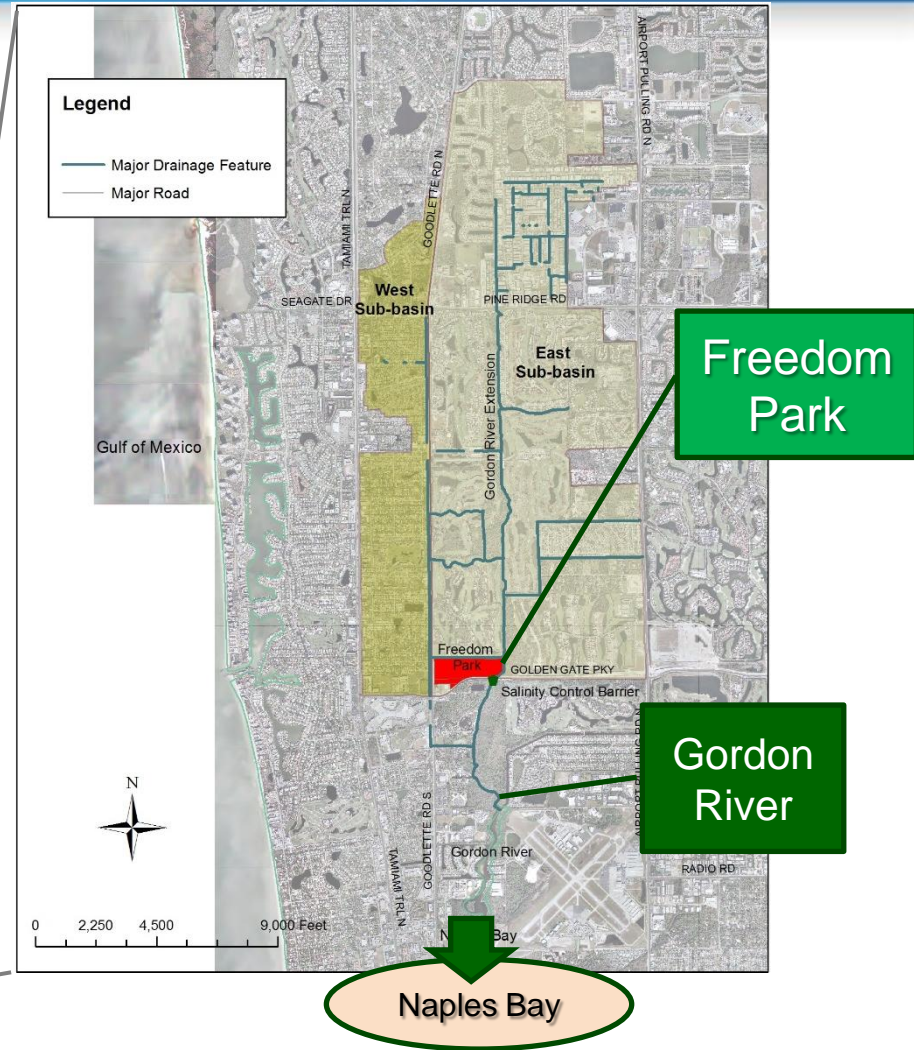 Legend
Major Drainage Feature
Major Road
AIRPORT PULLING RD N
GOODLETTE RD N
TAMIAMI TRL N
West
Sub-basin
SEAGATE DR
PINE RIDGE RD
East
Sub-basin
Gordon River Extension
Freedom
Park
Gulf of Mexico
Freedom
Park
GOLDEN GATE PKY
Salinity Control Barrier
Gordon
River
GOODLETTE RD S
TAMIAMI TRL N
Gordon River
RADIO RD
N
0 2,250 4,500 9,000 Feet
Bay
Naples Bay